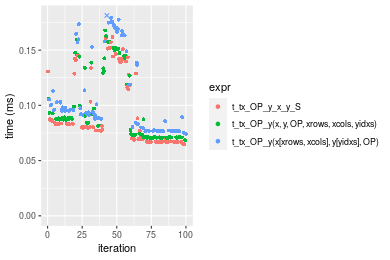 0.15
0.10
0.05
0.00
time (ms)
0
25
50
75
100
iteration
expr
t_tx_OP_y_x_y_S
t_tx_OP_y(x, y, OP, xrows, xcols, yidxs)
t_tx_OP_y(x[xrows, xcols], y[yidxs], OP)